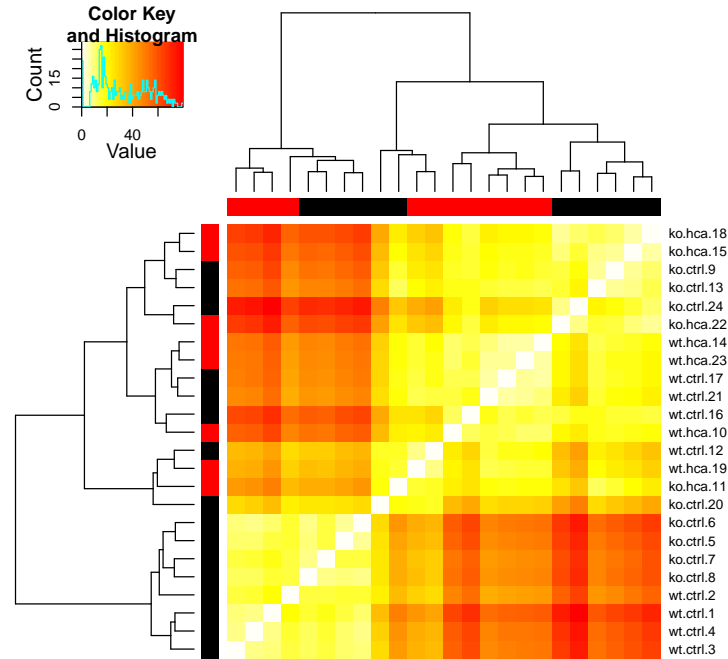 Color Key
and Histogram
Count
0 15
0 40
Value
ko.hca.18
ko.hca.15
ko.ctrl.9
ko.ctrl.13
ko.ctrl.24
ko.hca.22
wt.hca.14
wt.hca.23
wt.ctrl.17
wt.ctrl.21
wt.ctrl.16
wt.hca.10
wt.ctrl.12
wt.hca.19
ko.hca.11
ko.ctrl.20
ko.ctrl.6
ko.ctrl.5
ko.ctrl.7
ko.ctrl.8
wt.ctrl.2
wt.ctrl.1
wt.ctrl.4
wt.ctrl.3